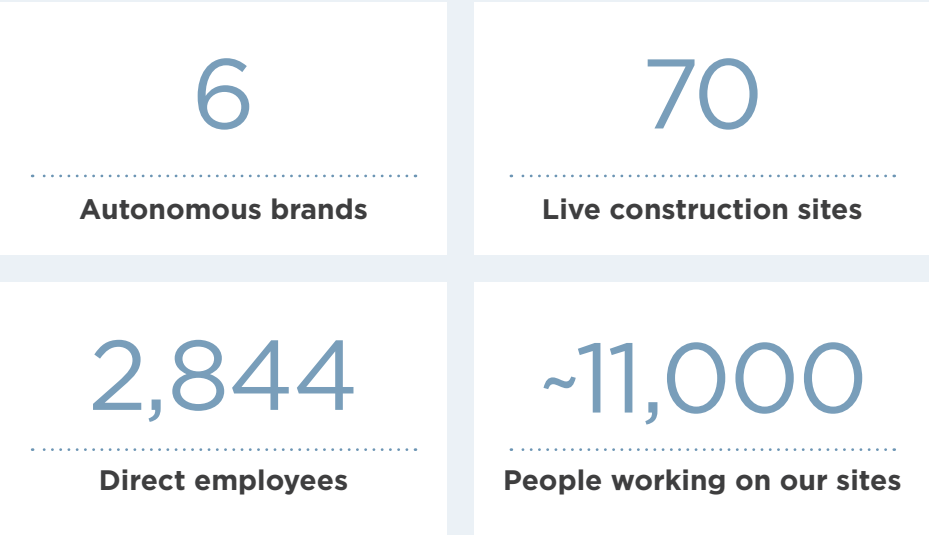 6
Autonomous brands
70
Live construction sites
2,844
Direct employees
~11,000
People working on our sites